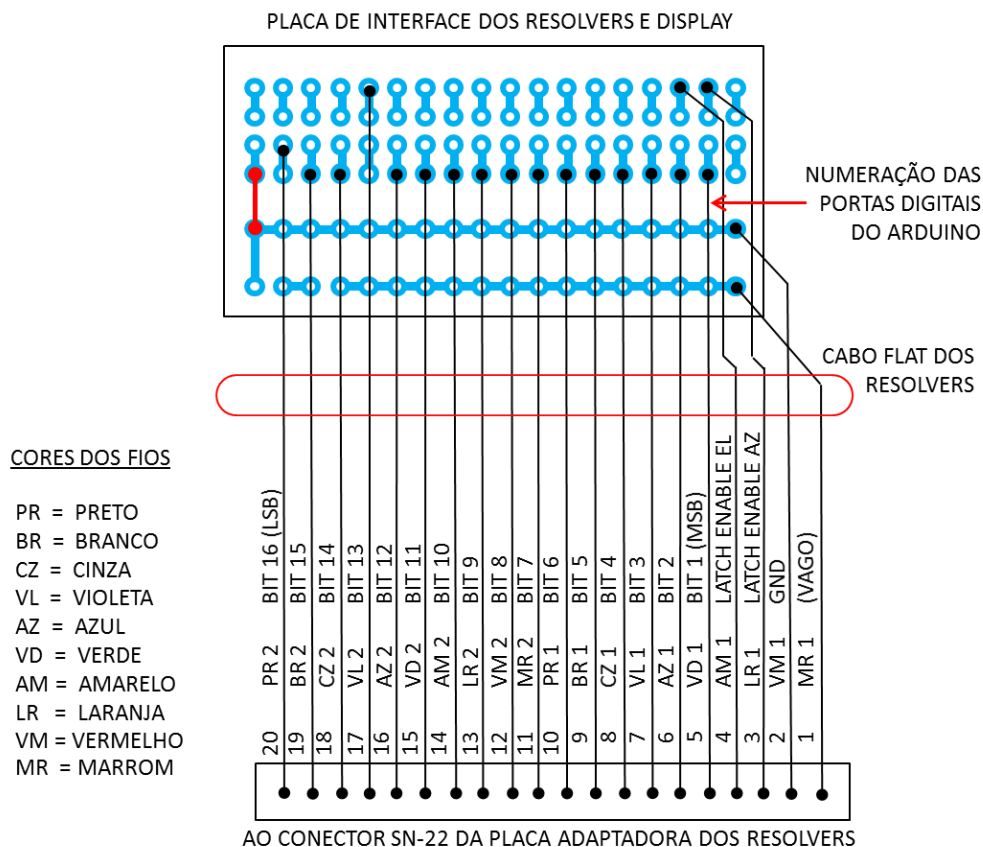 PLACA DE INTERFACE DOS RESOLVERS E DISPLAY
NUMERAÇÃO DAS
PORTAS DIGITAIS
DO ARDUINO
CABO FLAT DOS
RESOLVERS
CORES DOS FIOS
PR = PRETO
BR = BRANCO
CZ = CINZA
VL = VIOLETA
AZ = AZUL
VD = VERDE
AM = AMARELO
LR = LARANJA
VM = VERMELHO
MR = MARROM
20 PR 2 BIT 16 (LSB)
19 BR 2 BIT 15
18 CZ 2 BIT 14
17 VL 2 BIT 13
16 AZ 2 BIT 12
15 VD 2 BIT 11
14 AM 2 BIT 10
13 LR 2 BIT 9
12 VM 2 BIT 8
11 MR 2 BIT 7
10 PR 1 BIT 6
9 BR 1 BIT 5
8 CZ 1 BIT 4
7 VL 1 BIT 3
6 AZ 1 BIT 2
5 VD 1 BIT 1 (MSB)
4 AM 1 LATCH ENABLE EL
3 LR 1 LATCH ENABLE AZ
2 VM 1 GND
1 MR 1 (VAGO)
AO CONECTOR SN-22 DA PLACA ADAPTADORA DOS RESOLVERS